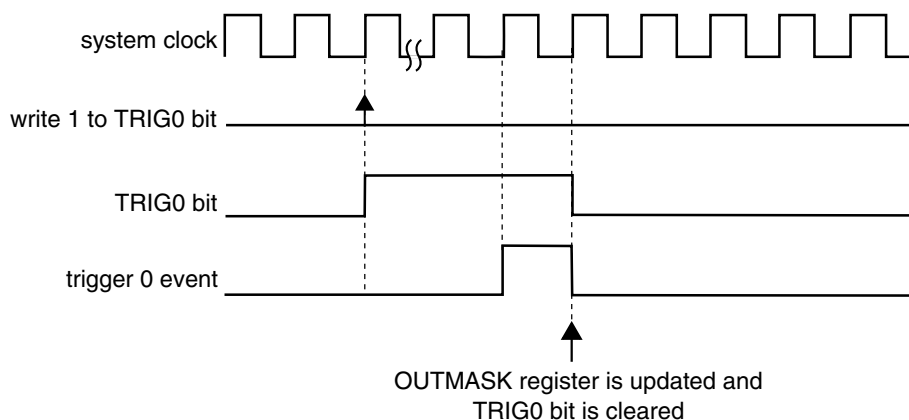 system clock
write 1 to TRIG0 bit
TRIG0 bit
trigger 0 event
OUTMASK register is updated and
TRIG0 bit is cleared